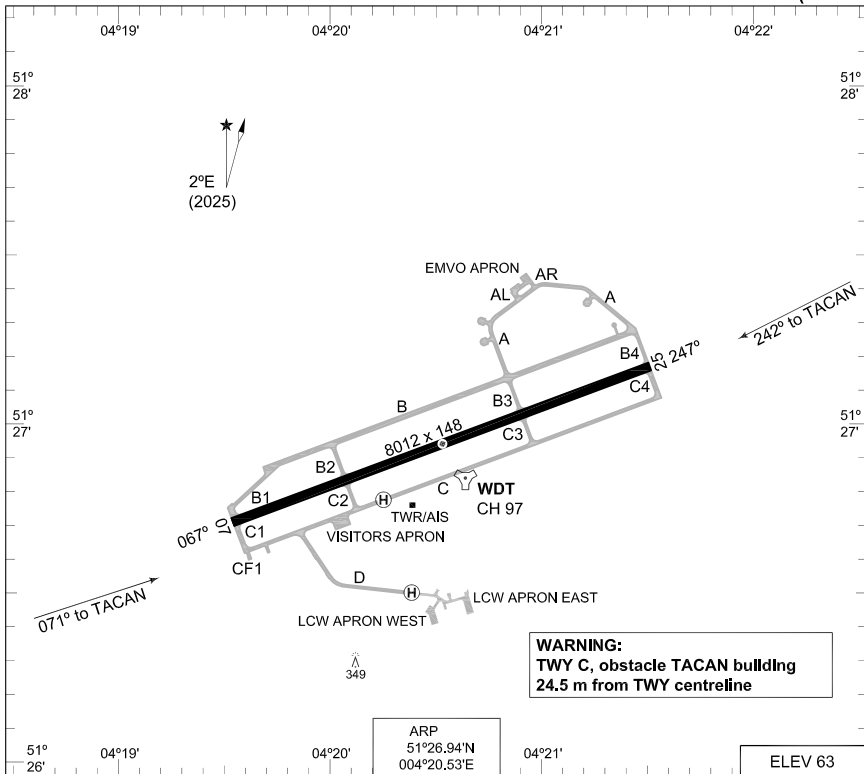 04°19'
04°20'
04°21'
04°22'
51°
28'
51°
28'
2°E
(2025)
EMVO APRON
AR
AL
A
A
242° to TACAN
B4
25
247°
C4
51°
27'
51°
27'
B
B3
8012 x 148
C3
B2
C2
H
C
WDT
CH 97
B1
TWR/AIS
VISITORS APRON
067°
07
C1
CF1
D
H
LCW APRON EAST
LCW APRON WEST
071° to TACAN
349
WARNING:
TWY C, obstacle TACAN building
24.5 m from TWY centreline
ARP
51°26.94'N
004°20.53'E
51°
26'
04°19'
04°20'
04°21'
ELEV 63